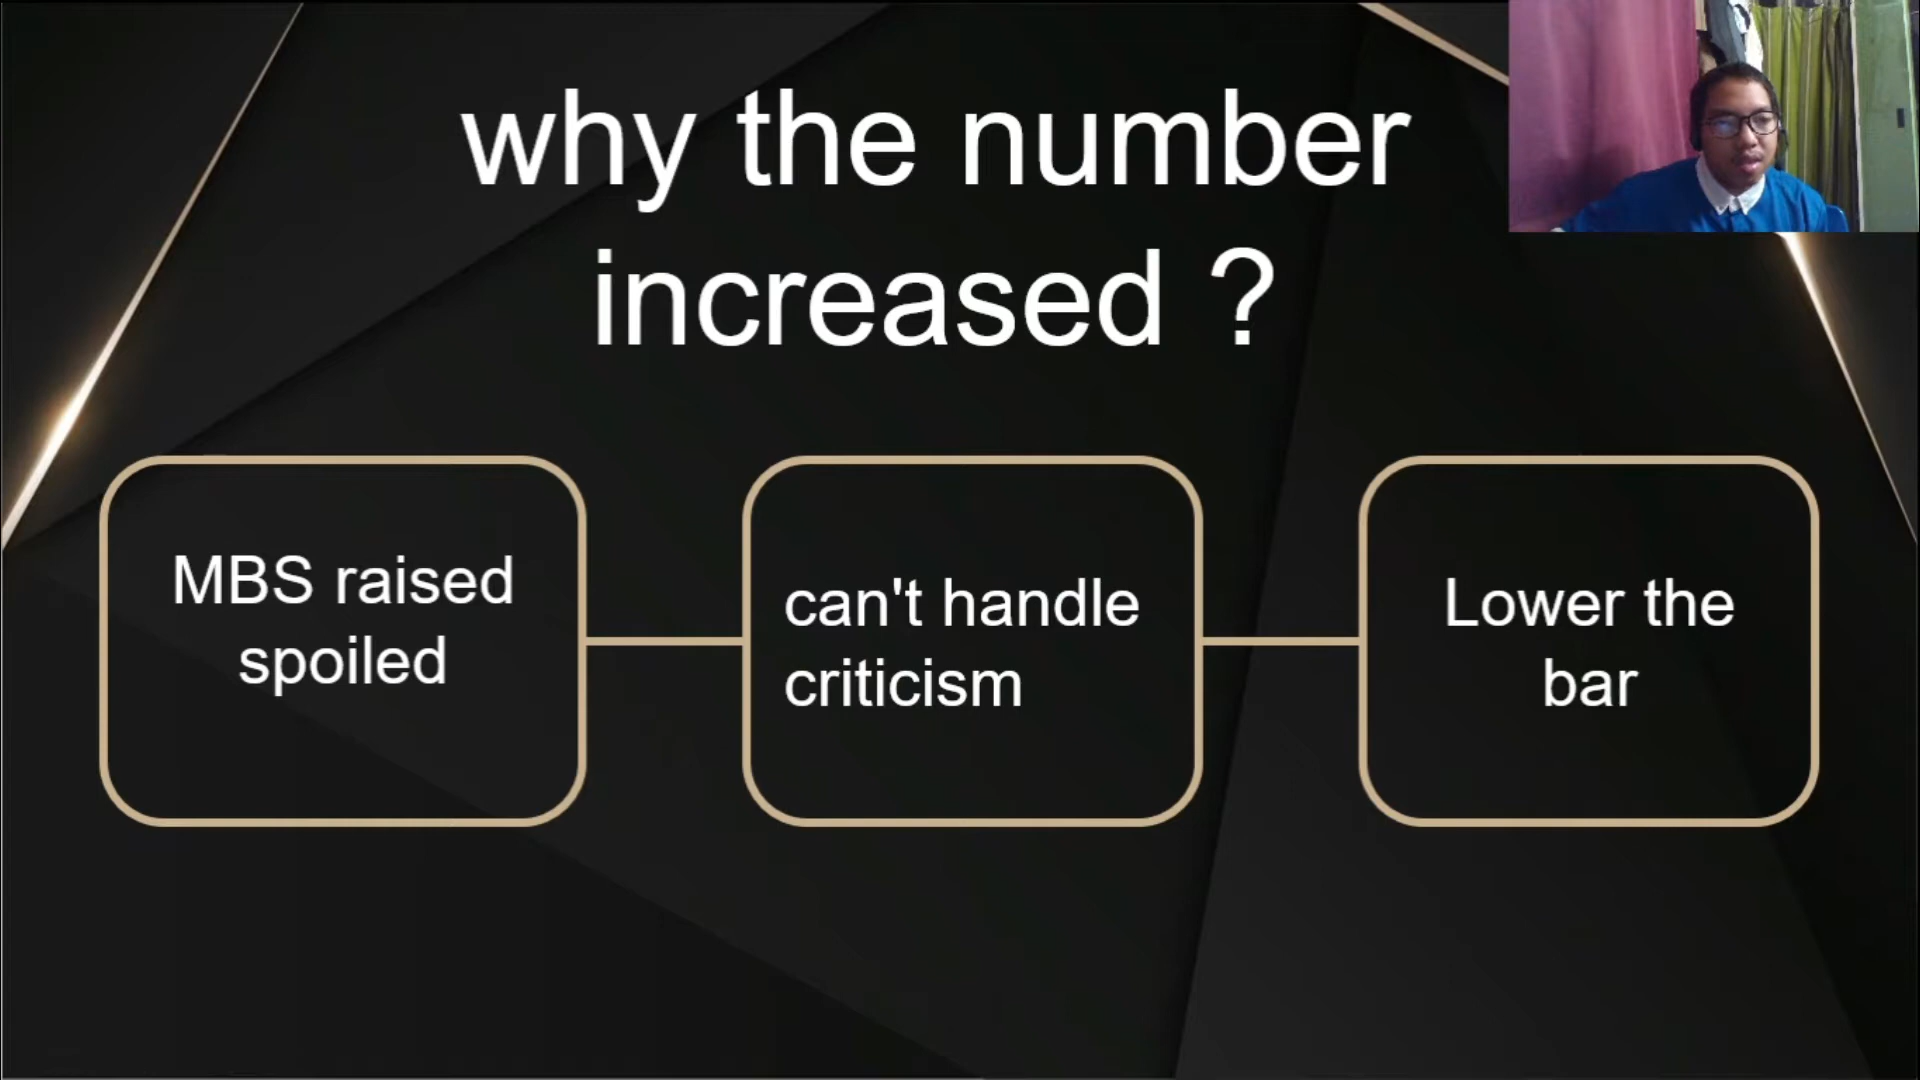 why the number
increased ?
MBS raised
spoiled
can't handle
criticism
Lower the
bar